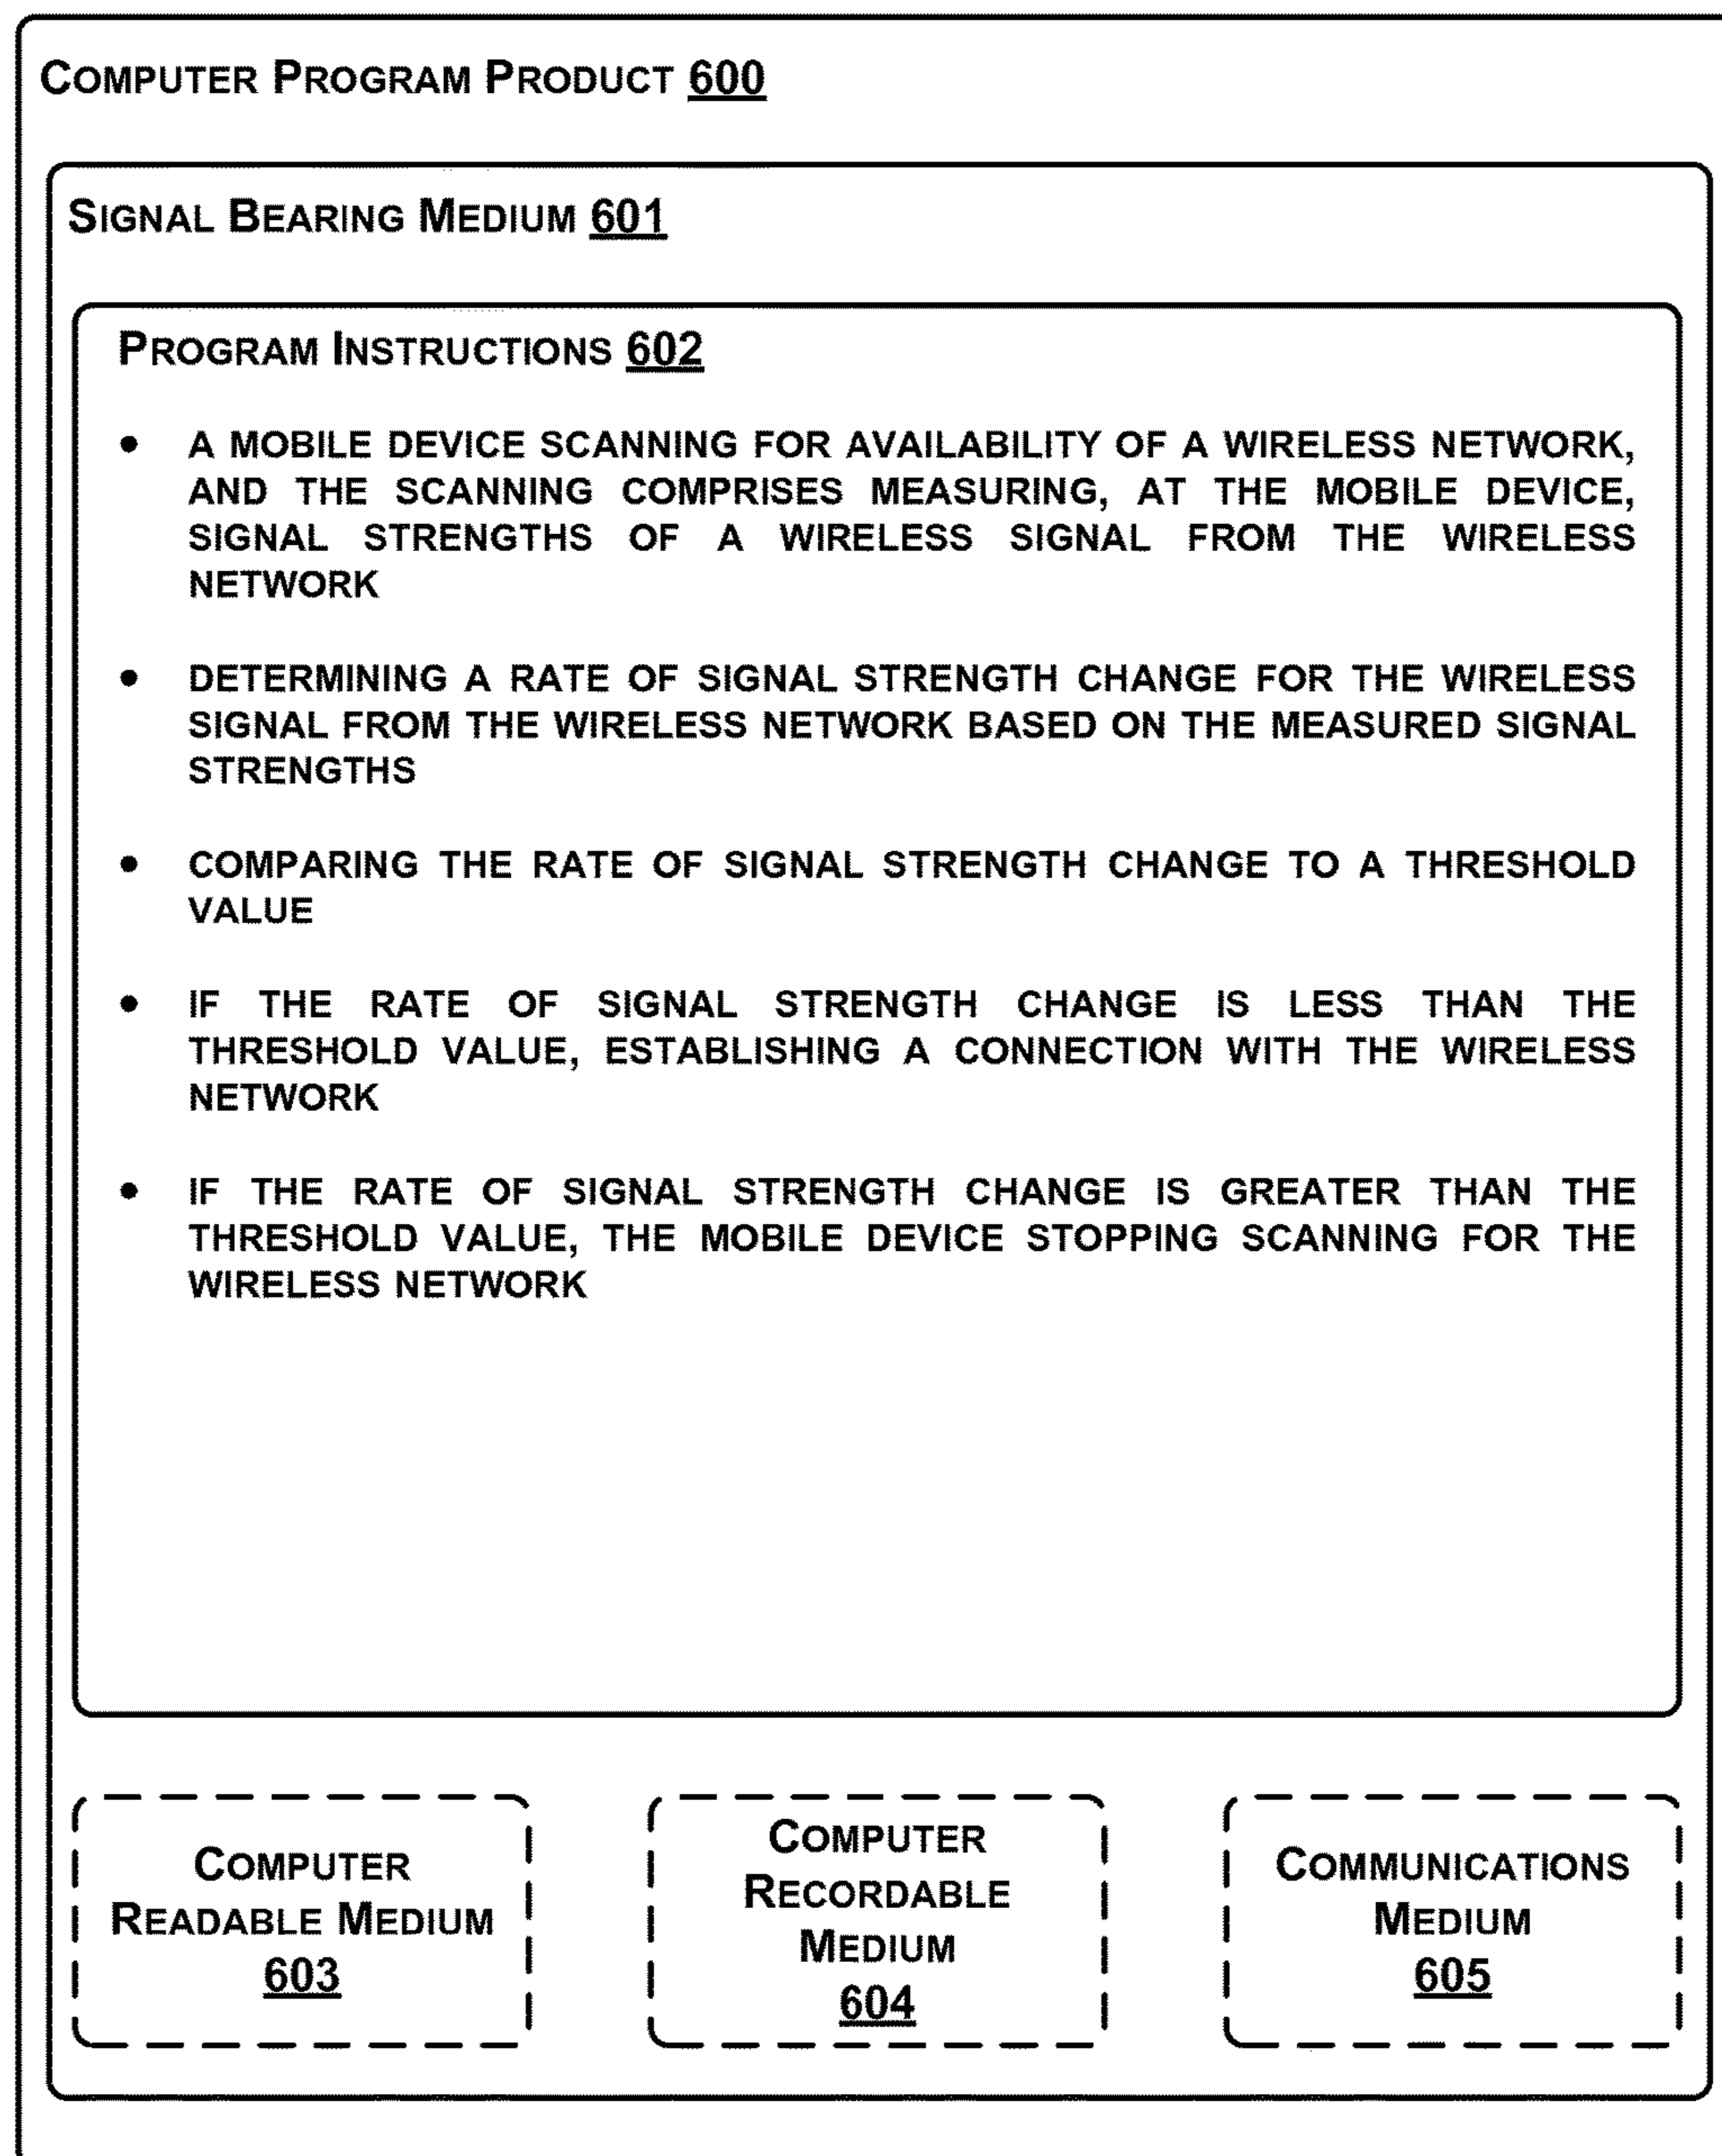 COMPUTER PROGRAM PRODUCT 600
SIGNAL BEARING MEDIUM 601
PROGRAM INSTRUCTIONS 602
• A MOBILE DEVICE SCANNING FOR AVAILABILITY OF A WIRELESS NETWORK,
AND THE SCANNING COMPRISES MEASURING, AT THE MOBILE DEVICE,
SIGNAL STRENGTHS OF A WIRELESS SIGNAL FROM THE WIRELESS
NETWORK
• DETERMINING A RATE OF SIGNAL STRENGTH CHANGE FOR THE WIRELESS
SIGNAL FROM THE WIRELESS NETWORK BASED ON THE MEASURED SIGNAL
STRENGTHS
• COMPARING THE RATE OF SIGNAL STRENGTH CHANGE TO A THRESHOLD
VALUE
• IF THE RATE OF SIGNAL STRENGTH CHANGE IS LESS THAN THE
THRESHOLD VALUE, ESTABLISHING A CONNECTION WITH THE WIRELESS
NETWORK
• IF THE RATE OF SIGNAL STRENGTH CHANGE IS GREATER THAN THE
THRESHOLD VALUE, THE MOBILE DEVICE STOPPING SCANNING FOR THE
WIRELESS NETWORK
COMPUTER
READABLE MEDIUM
603
COMPUTER
RECORDABLE
MEDIUM
604
COMMUNICATIONS
MEDIUM
605